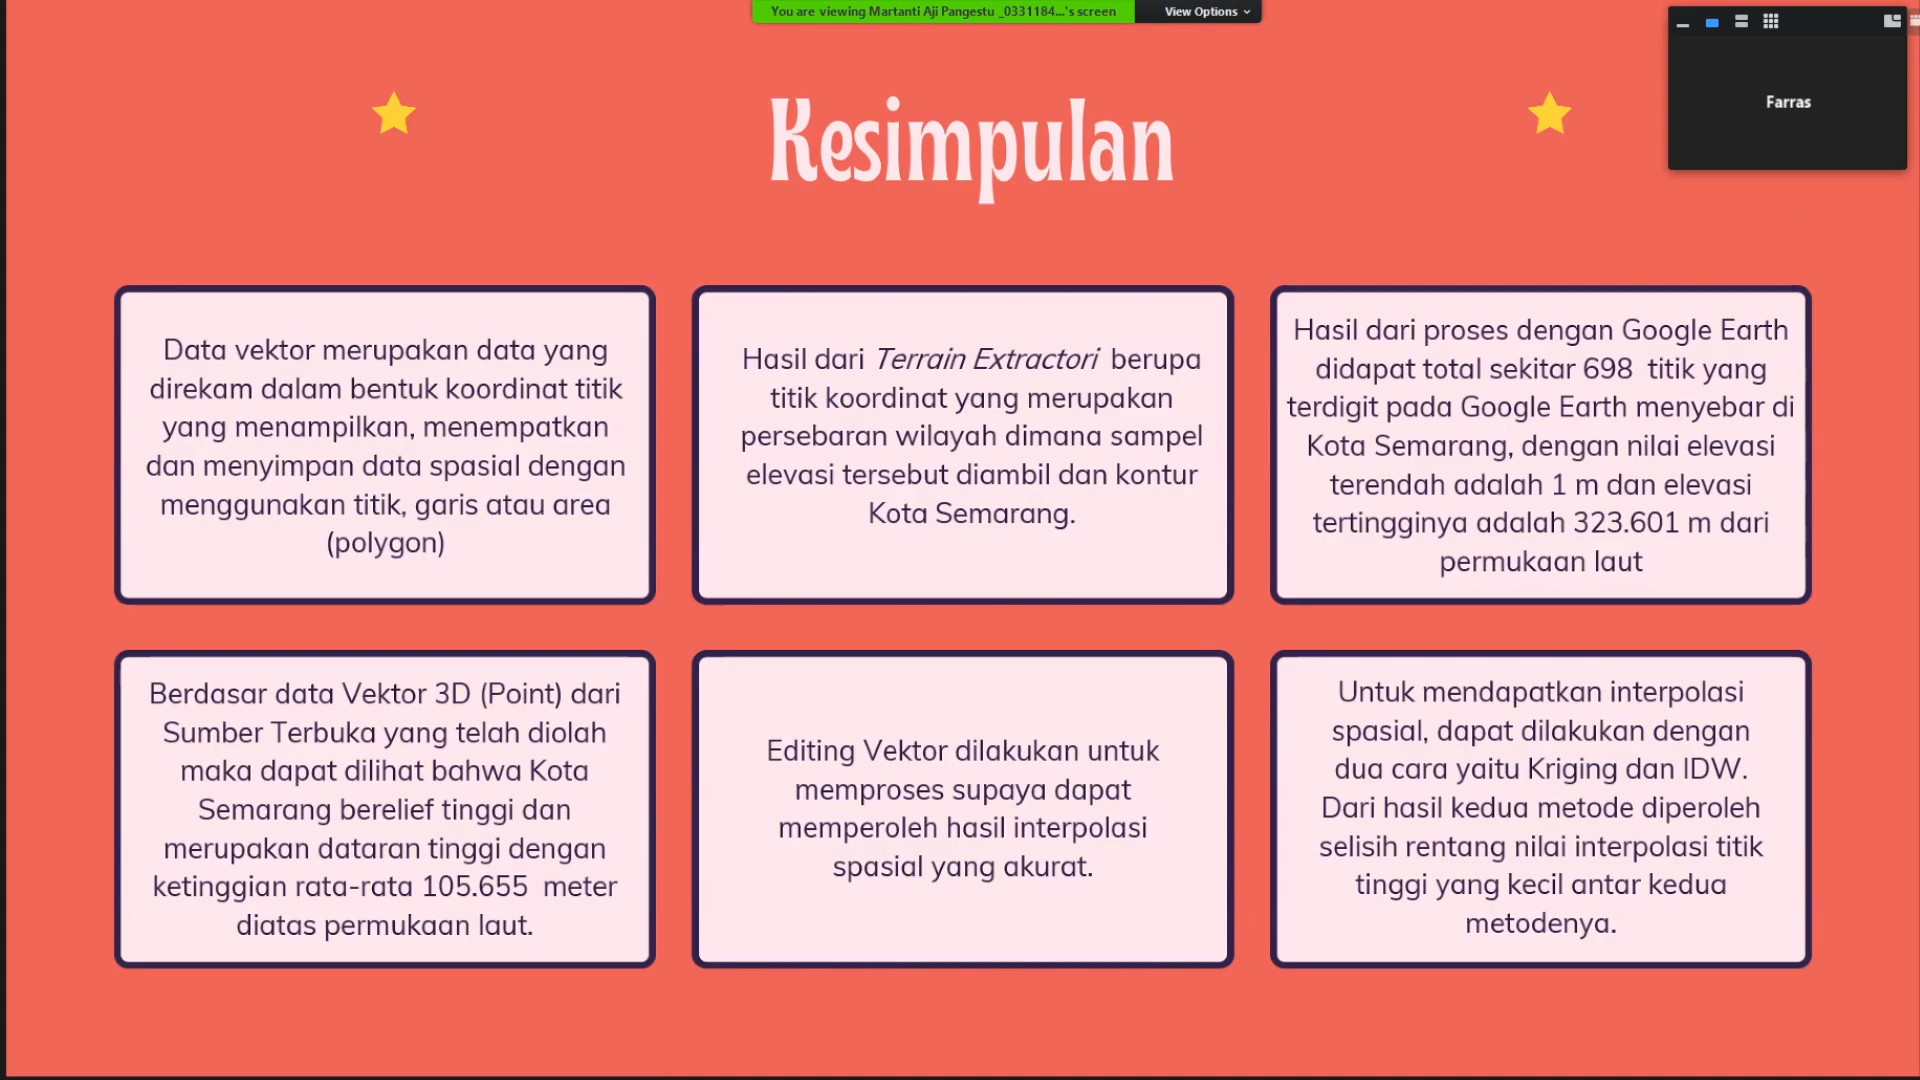 You are viewing Martanti Aji Pangestu _0331184...'s screen
View Options
Farras
Kesimpulan
Data vektor merupakan data yang
direkam dalam bentuk koordinat titik
yang menampilkan, menempatkan
dan menyimpan data spasial dengan
menggunakan titik, garis atau area
(polygon)
Hasil dari Terrain Extractori berupa
titik koordinat yang merupakan
persebaran wilayah dimana sampel
elevasi tersebut diambil dan kontur
Kota Semarang.
Hasil dari proses dengan Google Earth
didapat total sekitar 698 titik yang
terdigit pada Google Earth menyebar di
Kota Semarang, dengan nilai elevasi
terendah adalah 1 m dan elevasi
tertingginya adalah 323.601 m dari
permukaan laut
Berdasar data Vektor 3D (Point) dari
Sumber Terbuka yang telah diolah
maka dapat dilihat bahwa Kota
Semarang berelief tinggi dan
merupakan dataran tinggi dengan
ketinggian rata-rata 105.655 meter
diatas permukaan laut.
Editing Vektor dilakukan untuk
memproses supaya dapat
memperoleh hasil interpolasi
spasial yang akurat.
Untuk mendapatkan interpolasi
spasial, dapat dilakukan dengan
dua cara yaitu Kriging dan IDW.
Dari hasil kedua metode diperoleh
selisih rentang nilai interpolasi titik
tinggi yang kecil antar kedua
metodenya.